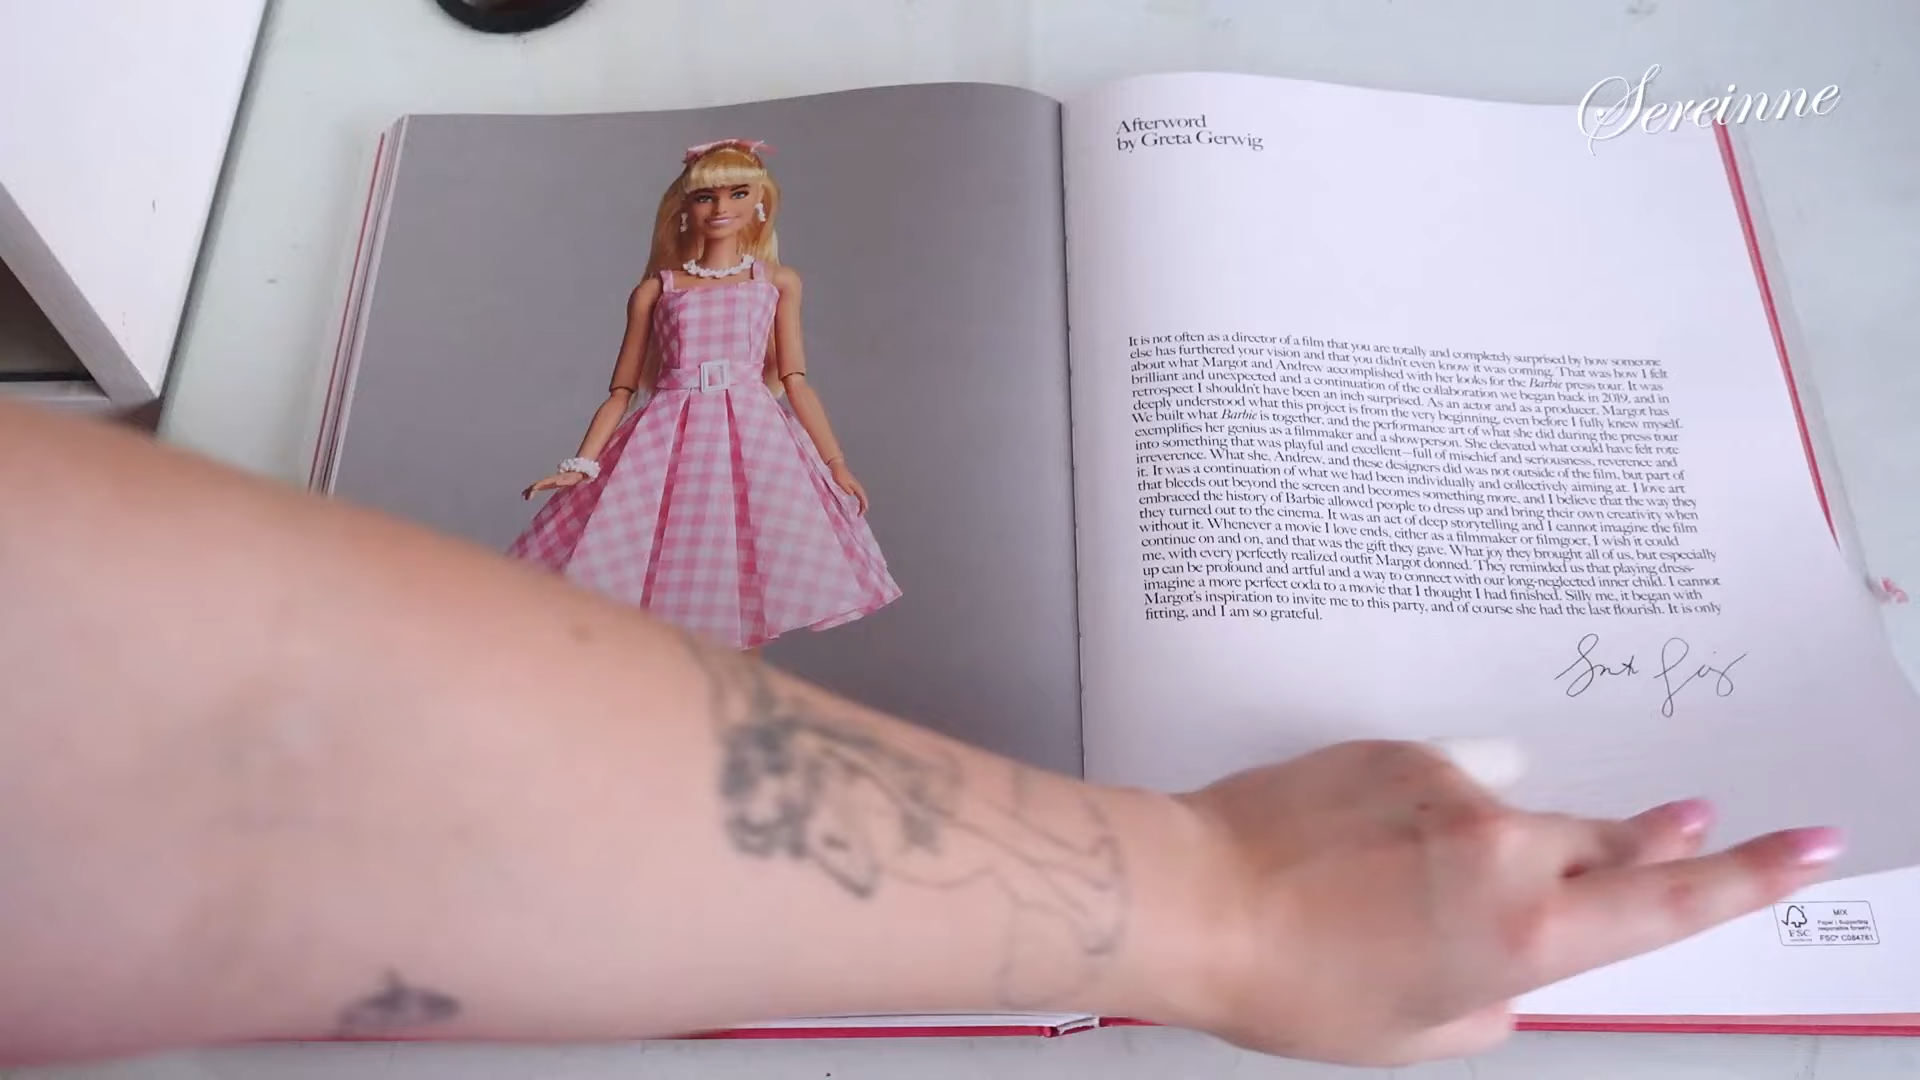 Sereinne
Afterword
by Greta Gerwig
It is not often as a director of a film that you are totally and completely surprised by how someone
else has furthered your vision and that you didn't even know it was coming. That was how I felt
about what Margot and Andrew accomplished with her looks for the Barbie press tour. It was
brilliant and unexpected and a continuation of the collaboration we began back in 2019, and in
retrospect I shouldn't have been an inch surprised. As an actor and as a producer, Margot has
deeply understood what this project is from the very beginning, even before I fully knew myself.
We built what Barbie is together, and the performance art of what she did during the press tour
exemplifies her genius as a filmmaker and a showperson. She elevated what could have felt rote
into something that was playful and excellent—full of mischief and seriousness, reverence and
irreverence. What she, Andrew, and these designers did was not outside of the film, but part of
it. It was a continuation of what we had been individually and collectively aiming at. I love art
that bleeds out beyond the screen and becomes something more, and I believe that the way they
embraced the history of Barbie allowed people to dress up and bring their own creativity when
they turned out to the cinema. It was an act of deep storytelling and I cannot imagine the film
without it. Whenever a movie I love ends, either as a filmmaker or filmgoer, I wish it could
continue on and on, and that was the gift they gave. What joy they brought all of us, but especially
me, with every perfectly realized outfit Margot donned. They reminded us that playing dress-
up can be profound and artful and a way to connect with our long-neglected inner child. I cannot
imagine a more perfect coda to a movie that I thought I had finished. Silly me, it began with
Margot's inspiration to invite me to this party, and of course she had the last flourish. It is only
fitting, and I am so grateful.
MIX
Paper | Supporting
responsible forestry
FSC
FSC® C084761